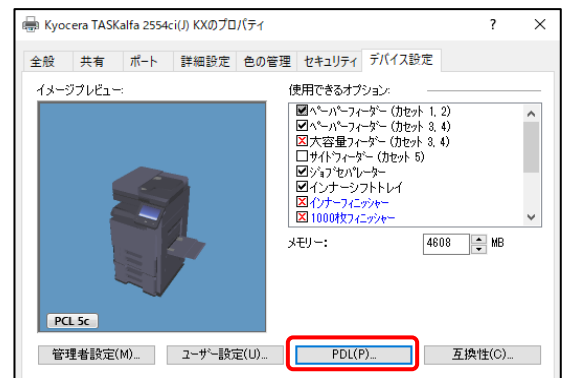 Kyocera TASKalfa 2554ci(J) KXのプロパティ
全般 共有 ポート 詳細設定 色の管理 セキュリティ デバイス設定
イメージプレビュー:
使用できるオプション:
ペーパーフィーダー (カセット 1, 2)
ペーパーフィーダー (カセット 3, 4)
大容量フィーダー (カセット 3, 4)
サイドフィーダー (カセット 5)
ジョブセパレーター
インナーシフトトレイ
インナーフィニッシャー
1000枚フィニッシャー
メモリー: 4608 MB
PCL 5c
管理者設定(M)... ユーザー設定(U)... PDL(P)... 互換性(C)...